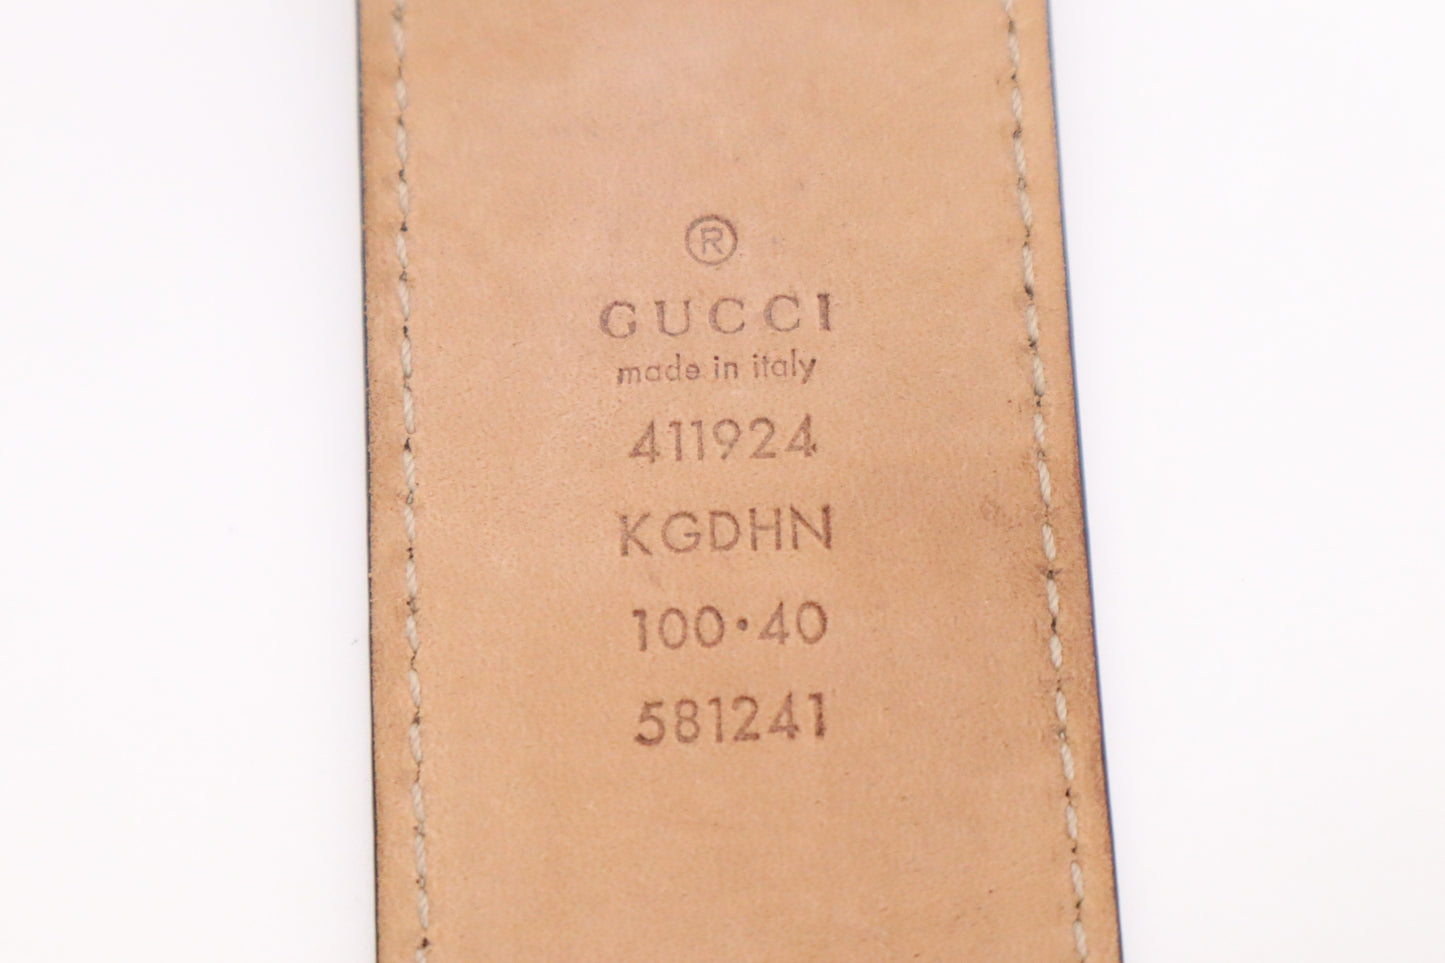 ®
GUCCI
made in italy
411924
KGDHN
100·40
581241